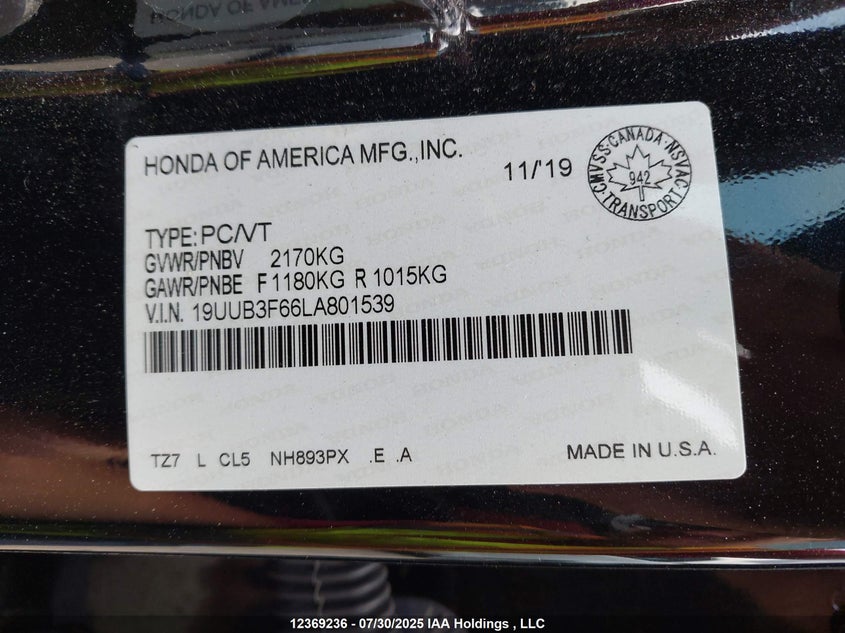 HONDA OF AMERICA MFG.,INC.
11/'19
CMVSS·CANADA·NSVAC
942
TRANSPORT
TYPE: PC/VT
GVWR/PNBV 2170KG
GAWR/PNBE F 1180KG R 1015KG
V.I.N. 19UUB3F66LA801539
TZ7 L CL5 NH893PX .E .A
MADE IN U.S.A.
12369236 - 07/30/2025 IAA Holdings , LLC